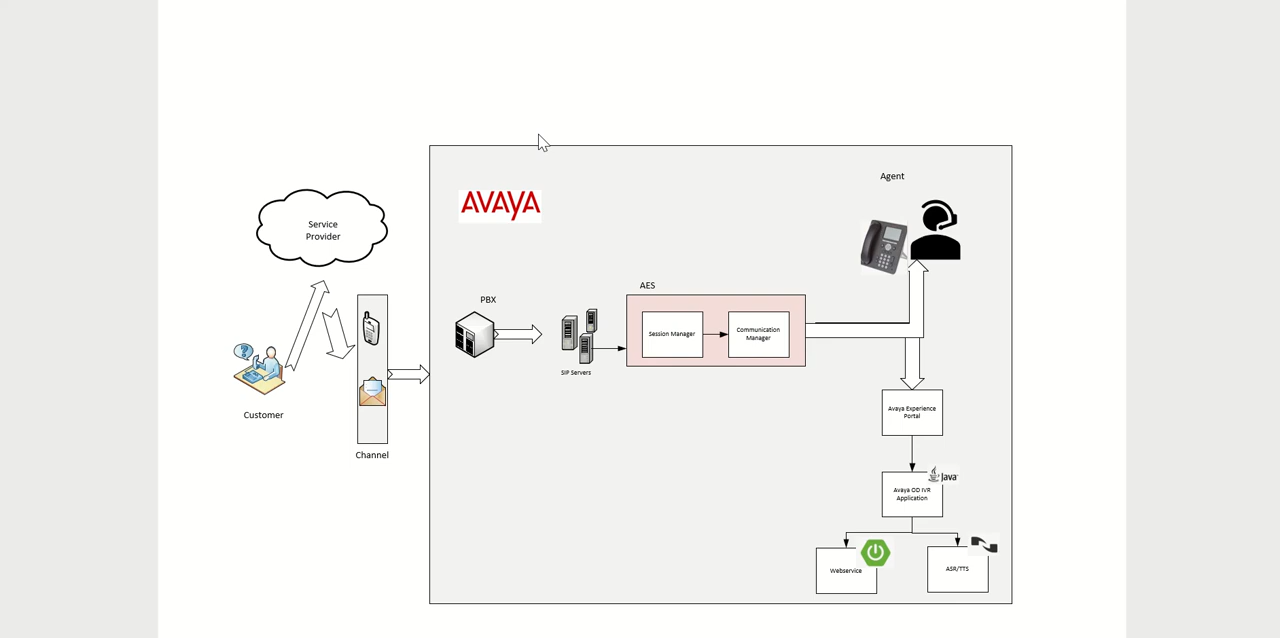 Agent
AVAYA
Service
Provider
AES
PBX
Session Manager
Communication
Manager
SIP Servers
Customer
Channel
Avaya Experience
Portal
Java
Avaya OD IVR
Application
Webservice
ASR/TTS